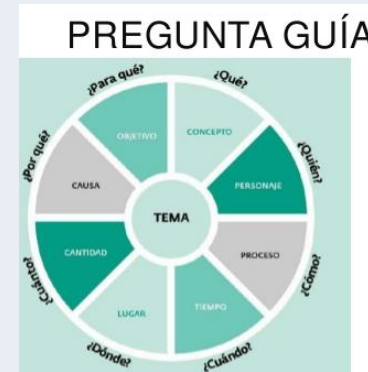 PREGUNTA GUÍA
¿Para qué?
¿Qué?
¿Quién?
¿Cómo?
¿Cuándo?
¿Dónde?
¿Cuánto?
¿Por qué?
OBJETIVO
CONCEPTO
PERSONAJE
PROCESO
TIEMPO
LUGAR
CANTIDAD
CAUSA
TEMA